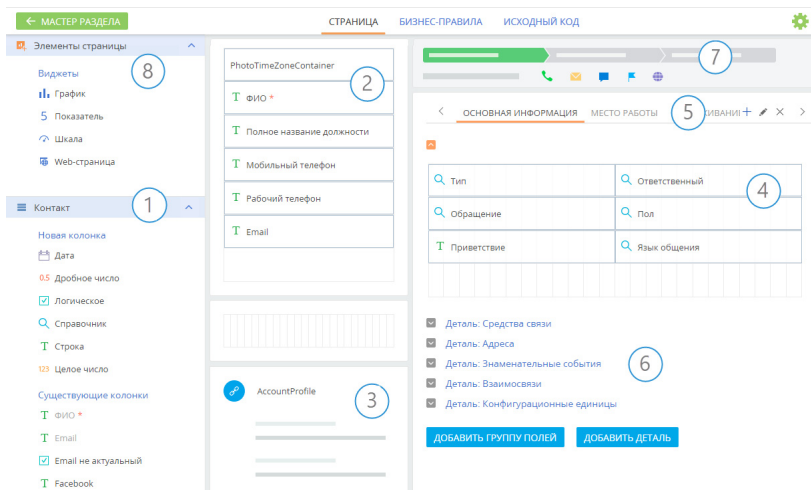 МАСТЕР РАЗДЕЛА
СТРАНИЦА БИЗНЕС-ПРАВИЛА ИСХОДНЫЙ КОД
Элементы страницы
8
Виджеты
График
5 Показатель
Шкала
Web-страница
Контакт
1
Новая колонка
Дата
0.5 Дробное число
Логическое
Справочник
T Строка
123 Целое число
Существующие колонки
T ФИО *
T Email
Email не актуальный
T Facebook
PhotoTimeZoneContainer
2
T ФИО *
T Полное название должности
T Мобильный телефон
T Рабочий телефон
T Email
AccountProfile
3
7
ОСНОВНАЯ ИНФОРМАЦИЯ МЕСТО РАБОТЫ 5
Тип Ответственный
4
Обращение Пол
T Приветствие Язык общения
Деталь: Средства связи
Деталь: Адреса
Деталь: Знаменательные события
6
Деталь: Взаимосвязи
Деталь: Конфигурационные единицы
ДОБАВИТЬ ГРУППУ ПОЛЕЙ ДОБАВИТЬ ДЕТАЛЬ